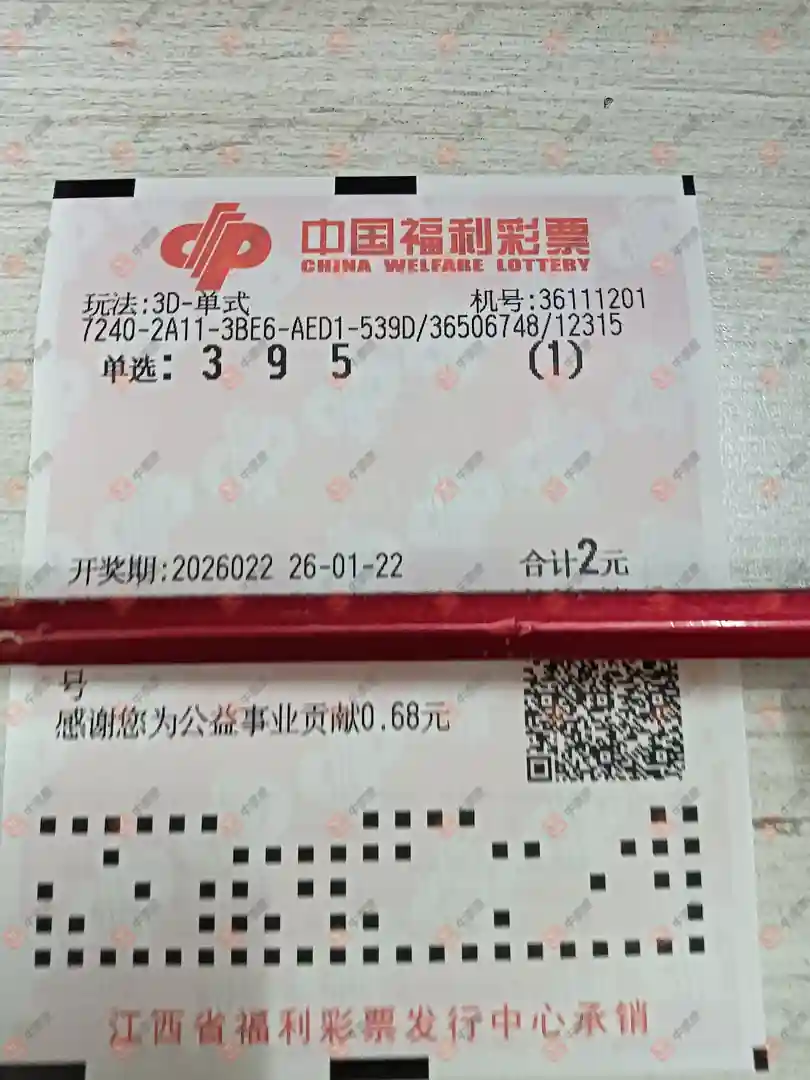 中国福利彩票
CHINA WELFARE LOTTERY
玩法:3D-单式 机号:36111201
7240-2A11-3BE6-AED1-539D/36506748/12315
单选: 3 9 5 (1)
开奖期:2026022 26-01-22 合计2元
号
感谢您为公益事业贡献0.68元
江西省福利彩票发行中心承销